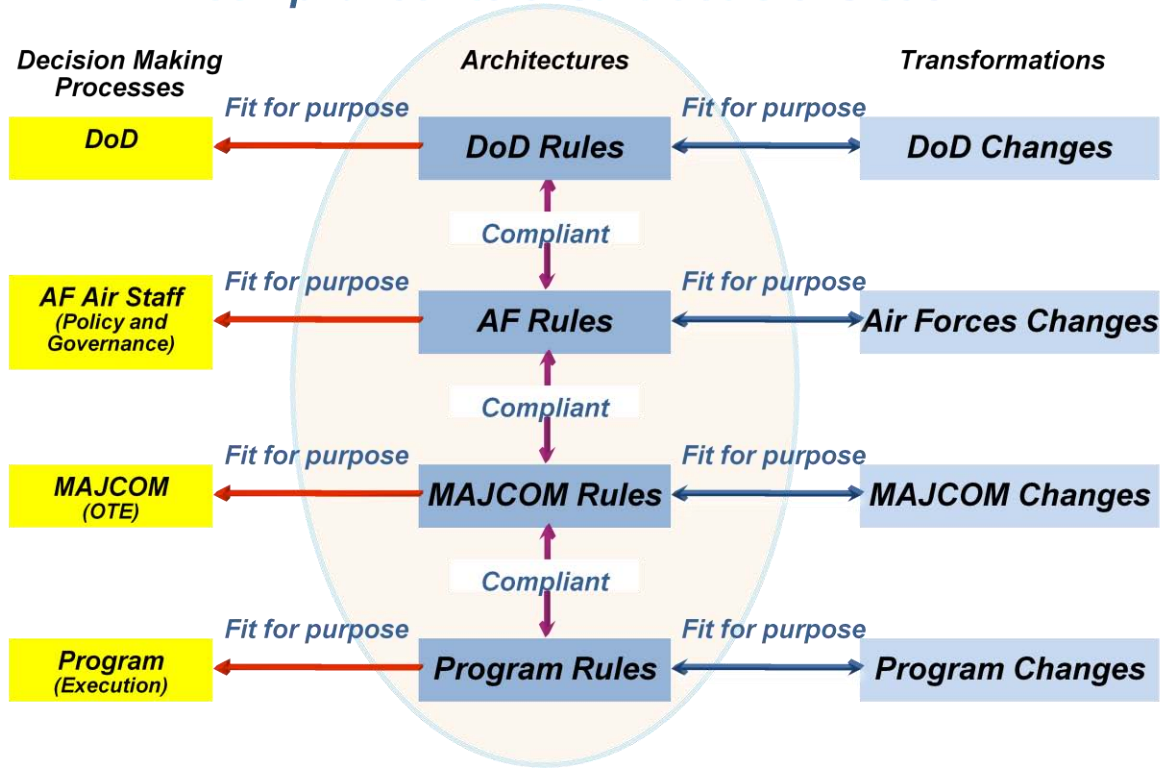 Decision Making
Processes
Architectures
Transformations
Fit for purpose
Fit for purpose
DoD
DoD Rules
DoD Changes
Compliant
Fit for purpose
Fit for purpose
AF Air Staff
(Policy and
Governance)
AF Rules
Air Forces Changes
Compliant
Fit for purpose
Fit for purpose
MAJCOM
(OTE)
MAJCOM Rules
MAJCOM Changes
Compliant
Fit for purpose
Fit for purpose
Program
(Execution)
Program Rules
Program Changes